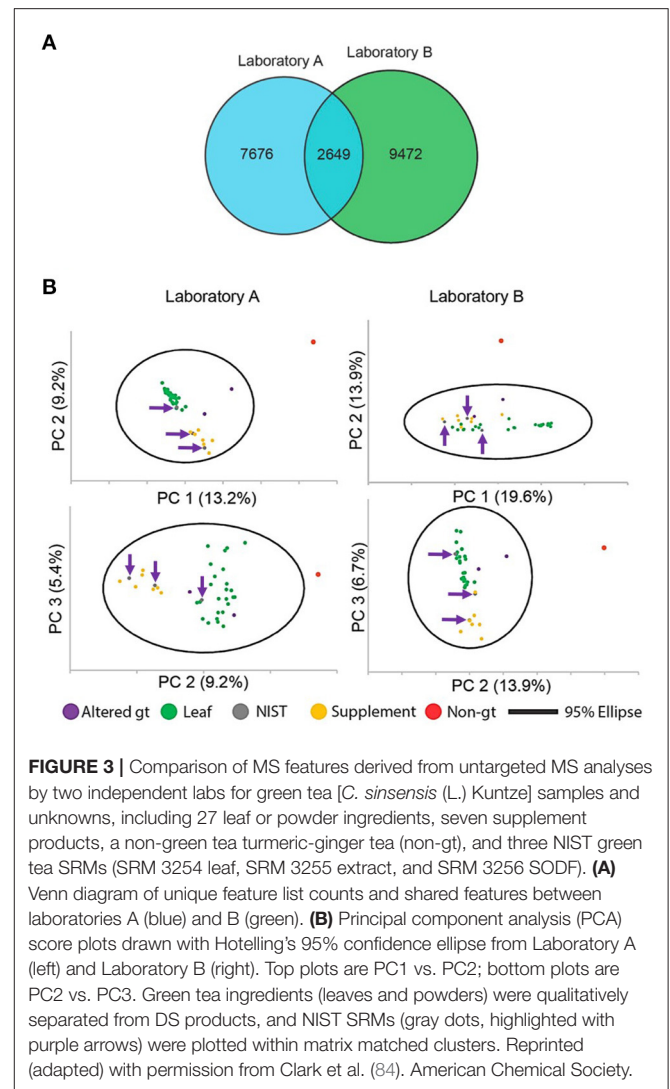 A
Laboratory A
Laboratory B
7676
2649
9472
B
Laboratory A
Laboratory B
PC 2 (9.2%)
PC 1 (13.2%)
PC 2 (13.9%)
PC 1 (19.6%)
PC 3 (5.4%)
PC 2 (9.2%)
PC 3 (6.7%)
PC 2 (13.9%)
Altered gt Leaf NIST Supplement Non-gt 95% Ellipse
FIGURE 3 | Comparison of MS features derived from untargeted MS analyses
by two independent labs for green tea [C. sinsensis (L.) Kuntze] samples and
unknowns, including 27 leaf or powder ingredients, seven supplement
products, a non-green tea turmeric-ginger tea (non-gt), and three NIST green
tea SRMs (SRM 3254 leaf, SRM 3255 extract, and SRM 3256 SODF). (A)
Venn diagram of unique feature list counts and shared features between
laboratories A (blue) and B (green). (B) Principal component analysis (PCA)
score plots drawn with Hotelling's 95% confidence ellipse from Laboratory A
(left) and Laboratory B (right). Top plots are PC1 vs. PC2; bottom plots are
PC2 vs. PC3. Green tea ingredients (leaves and powders) were qualitatively
separated from DS products, and NIST SRMs (gray dots, highlighted with
purple arrows) were plotted within matrix matched clusters. Reprinted
(adapted) with permission from Clark et al. (84). American Chemical Society.